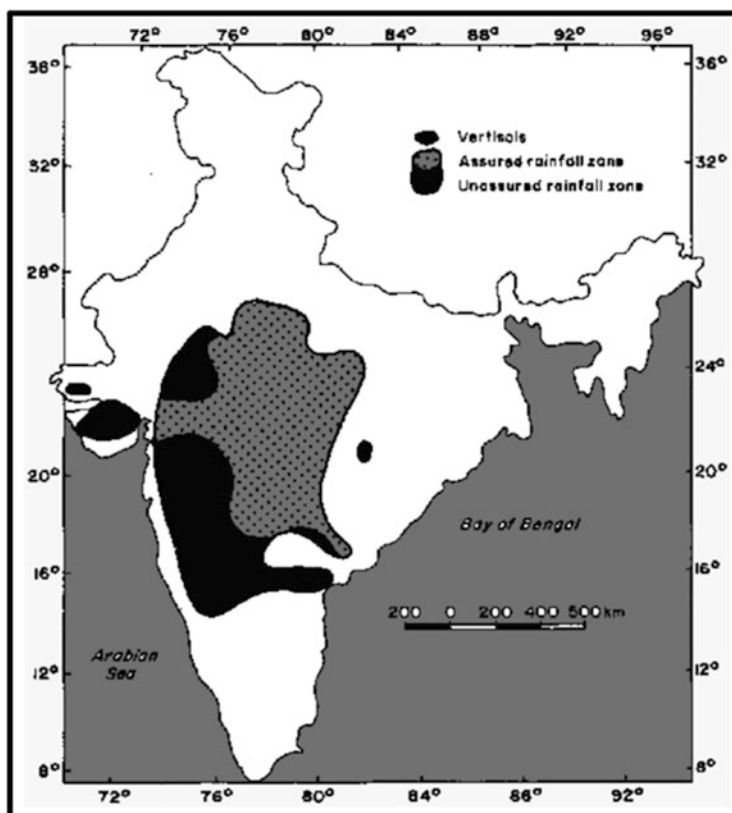 72° 76° 80° 84° 88° 92° 96°
36° 36°
Vertisols
Assured rainfall zone
32° 32°
Unassured rainfall zone
28°
24°
20° 20°
Bay of Bengal
16° 16°
200 0 200 400 500 km
Arabian
Sea
12° 12°
8° 8°
72° 76° 80° 84° 88° 92°